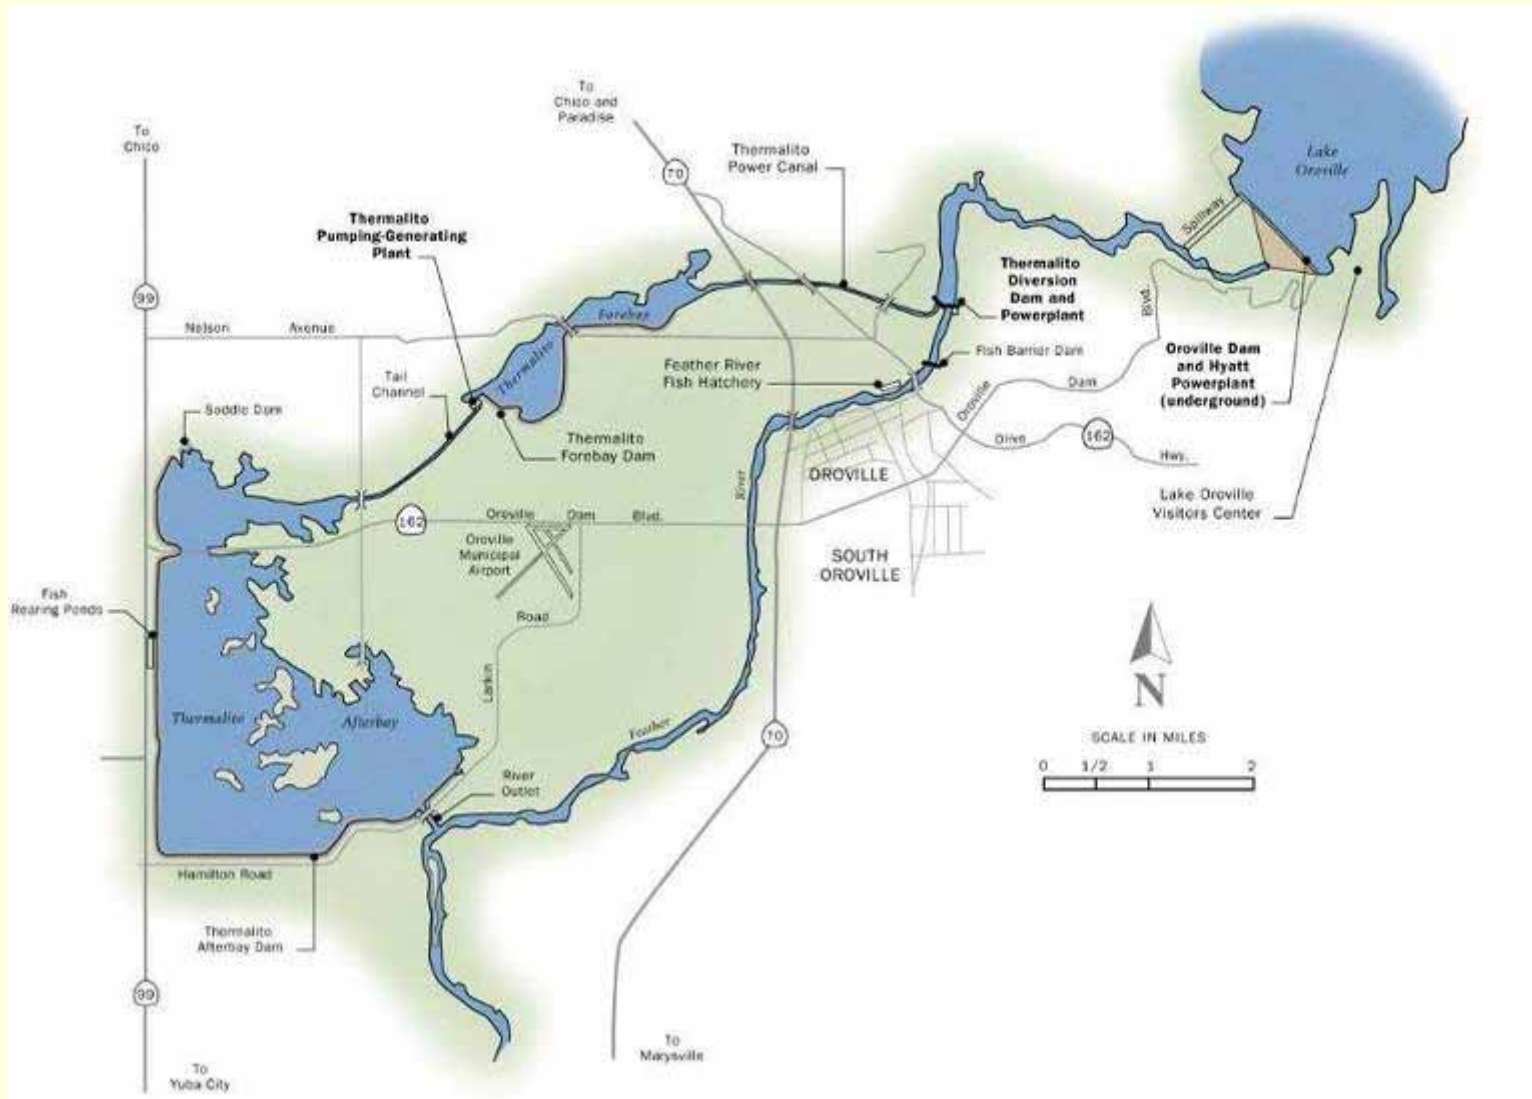 To
Chico and
Paradise
To
Chico
70
Thermalito
Power Canal
Lake
Oroville
Spillway
Thermalito
Pumping-Generating
Plant
99
Thermalito
Diversion
Dam and
Powerplant
Blvd.
Forebay
Nelson Avenue
Thermalito
Fish Barrier Dam
Feather River
Fish Hatchery
Oroville Dam
and Hyatt
Powerplant
(underground)
Tail
Channel
Oroville
Dam
Saddle Dam
Thermalito
Forebay Dam
Drive
162
Hwy.
OROVILLE
River
Lake Oroville
Visitors Center
162
Oroville Dam Blvd.
Oroville
Municipal
Airport
SOUTH
OROVILLE
Fish
Rearing Ponds
Road
Larkin
N
Thermalito
Afterbay
Feather
70
SCALE IN MILES
0 1/2 1 2
River
Outlet
Hamilton Road
Thermalito
Afterbay Dam
99
To
Marysville
To
Yuba City